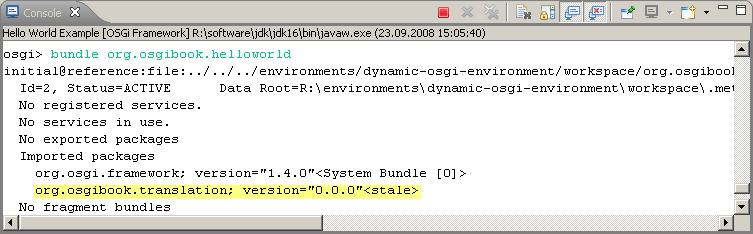 Console
Hello World Example [OSGi Framework] R:\software\jdk\jdk16\bin\javaw.exe (23.09.2008 15:05:40)
osgi> bundle org.osgibook.helloworld
initial@reference:file:../../../environments/dynamic-osgi-environment/workspace/org.osgibook
Id=2, Status=ACTIVE Data Root=R:\environments\dynamic-osgi-environment\workspace\.met
No registered services.
No services in use.
No exported packages
Imported packages
org.osgi.framework; version="1.4.0"<System Bundle [0]>
org.osgibook.translation; version="0.0.0"<stale>
No fragment bundles